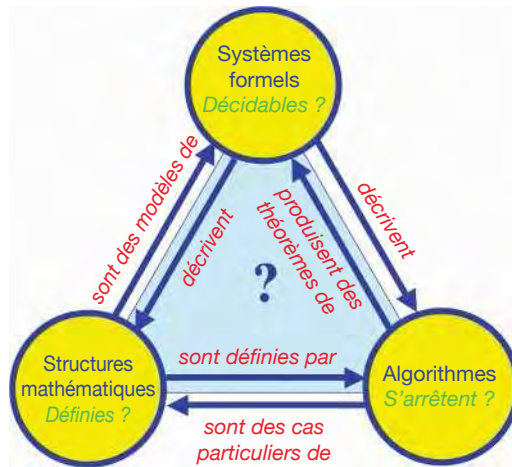 Systèmes
formels
Décidables ?
sont des modèles de
décrivent
produisent des
théorèmes de
décrivent
?
Structures
mathématiques
Définies ?
sont définies par
Algorithmes
S'arrêtent ?
sont des cas
particuliers de